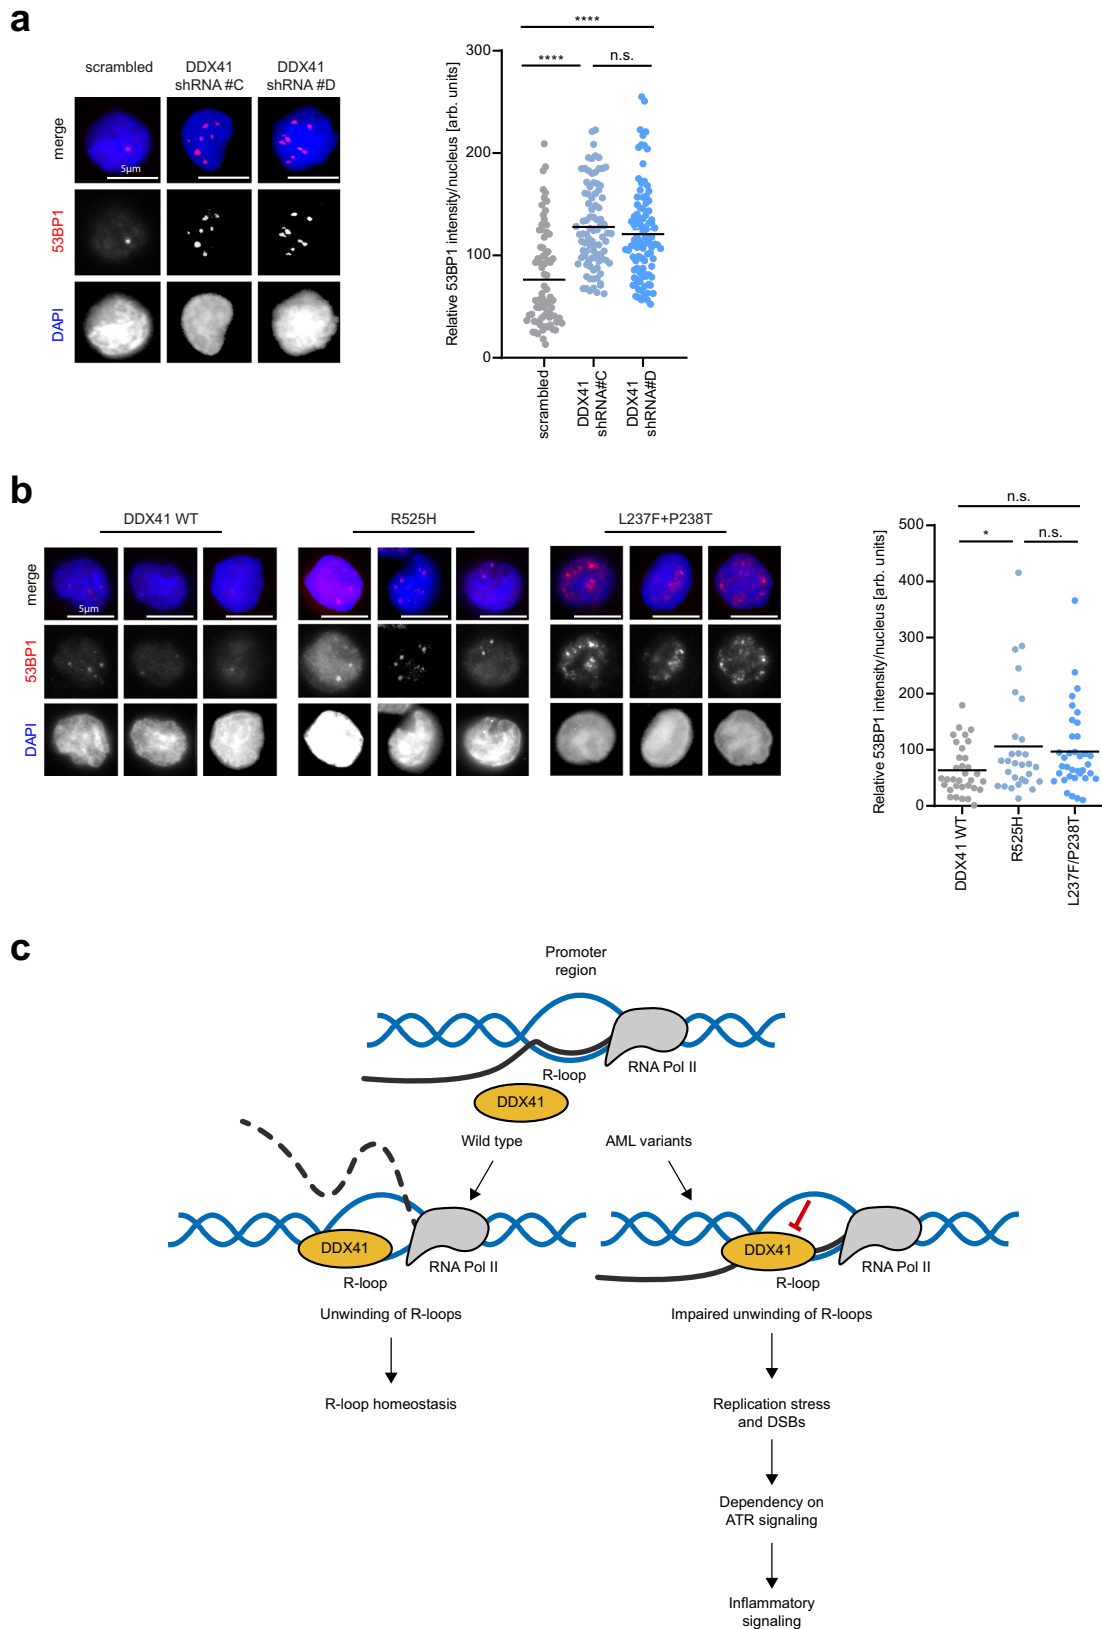 a
scrambled
DDX41
shRNA #C
DDX41
shRNA #D
merge
5µm
53BP1
DAPI
****
****
n.s.
Relative 53BP1 intensity/nucleus [arb. units]
300
200
100
0
scrambled
DDX41
shRNA#C
DDX41
shRNA#D
b
DDX41 WT
R525H
L237F+P238T
merge
5µm
53BP1
DAPI
n.s.
*
n.s.
Relative 53BP1 intensity/nucleus [arb. units]
500
400
300
200
100
0
DDX41 WT
R525H
L237F/P238T
c
Promoter
region
RNA Pol II
R-loop
DDX41
Wild type
AML variants
DDX41
RNA Pol II
R-loop
DDX41
RNA Pol II
R-loop
Unwinding of R-loops
Impaired unwinding of R-loops
R-loop homeostasis
Replication stress
and DSBs
Dependency on
ATR signaling
Inflammatory
signaling